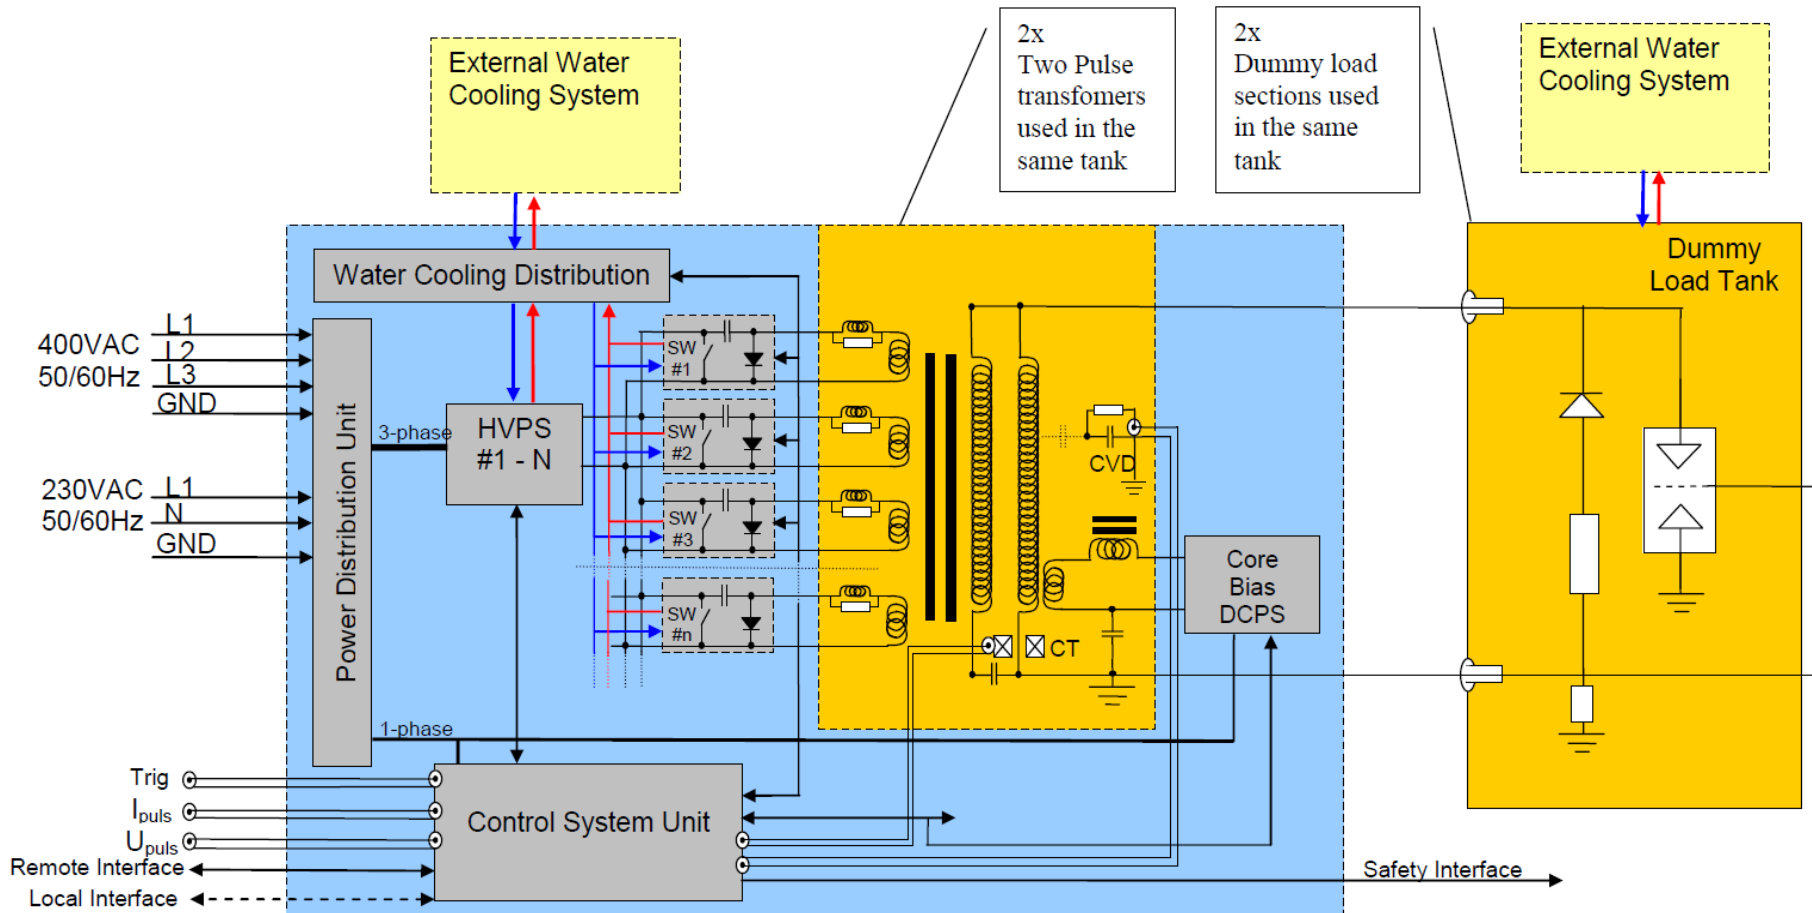 External Water
Cooling System
2x
Two Pulse
transfomers
used in the
same tank
2x
Dummy load
sections used
in the same
tank
External Water
Cooling System
Water Cooling Distribution
Dummy
Load Tank
400VAC
50/60Hz
L1
L2
L3
GND
230VAC
50/60Hz
L1
N
GND
Power Distribution Unit
3-phase
HVPS
#1 - N
SW
#1
SW
#2
SW
#3
SW
#n
CVD
CT
Core
Bias
DCPS
1-phase
Trig
Ipuls
Upuls
Remote Interface
Local Interface
Control System Unit
Safety Interface